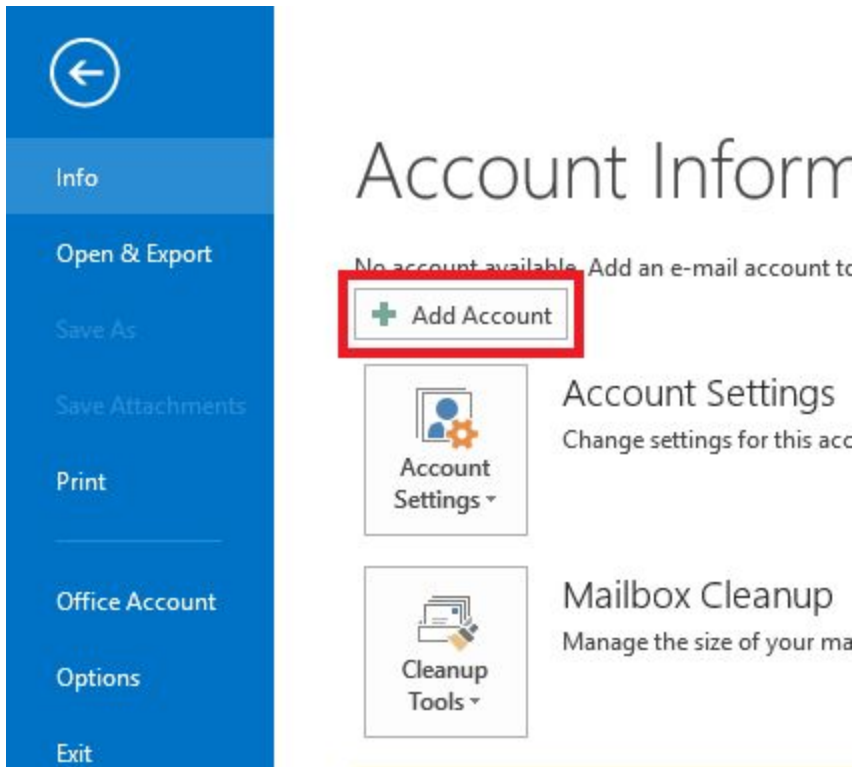 Info
Open & Export
Save As
Save Attachments
Print
Office Account
Options
Exit
Account Inform
No account available. Add an e-mail account to
Add Account
Account
Settings
Account Settings
Change settings for this acc
Cleanup
Tools
Mailbox Cleanup
Manage the size of your ma